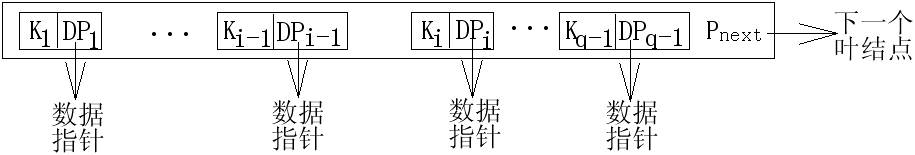 K1 DP1 ... Ki-1 DPi-1 Ki DPi ... Kq-1 DPq-1 Pnext 下一个
叶结点
数据 数据 数据 数据
指针 指针 指针 指针